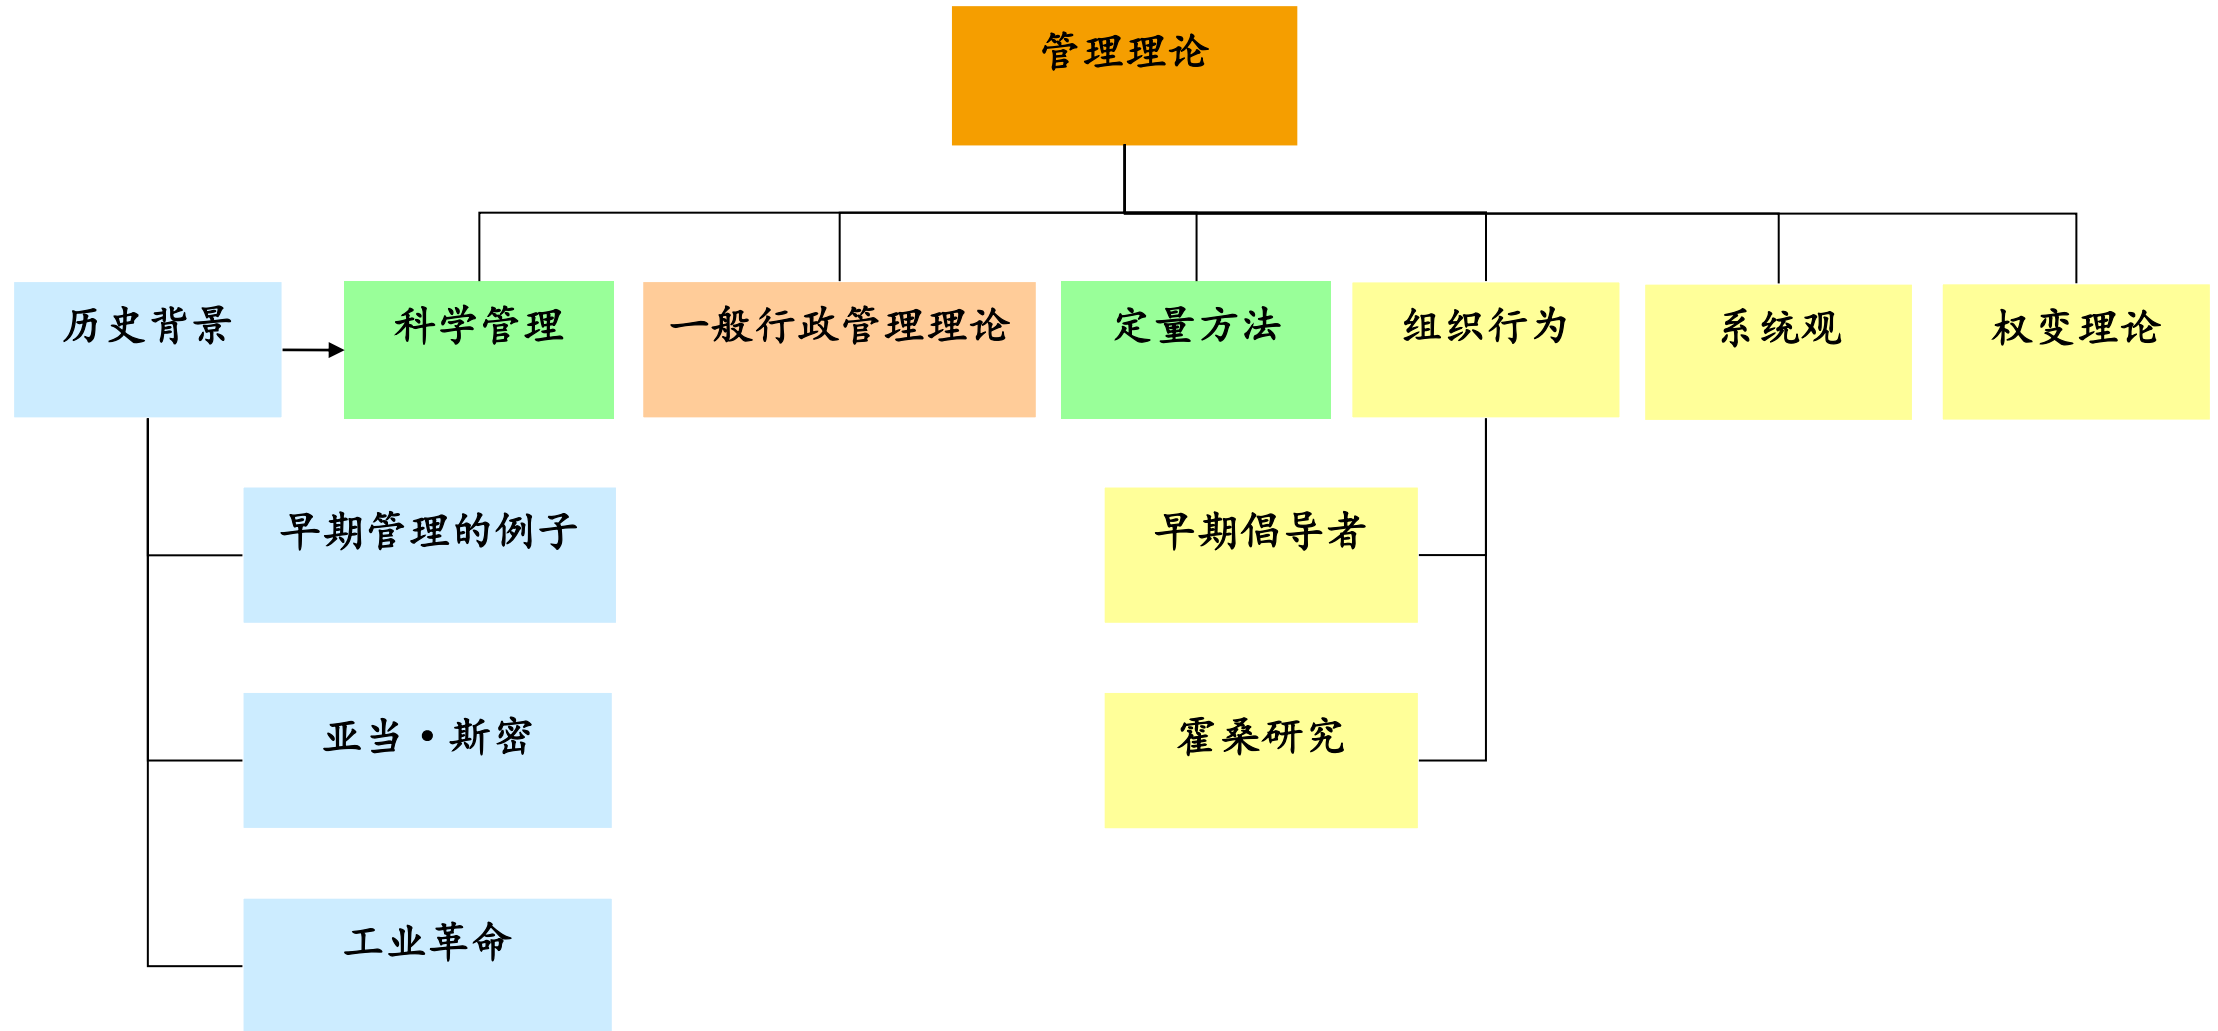 管理理论
历史背景
科学管理
一般行政管理理论
定量方法
组织行为
系统观
权变理论
早期管理的例子
早期倡导者
亚当·斯密
霍桑研究
工业革命